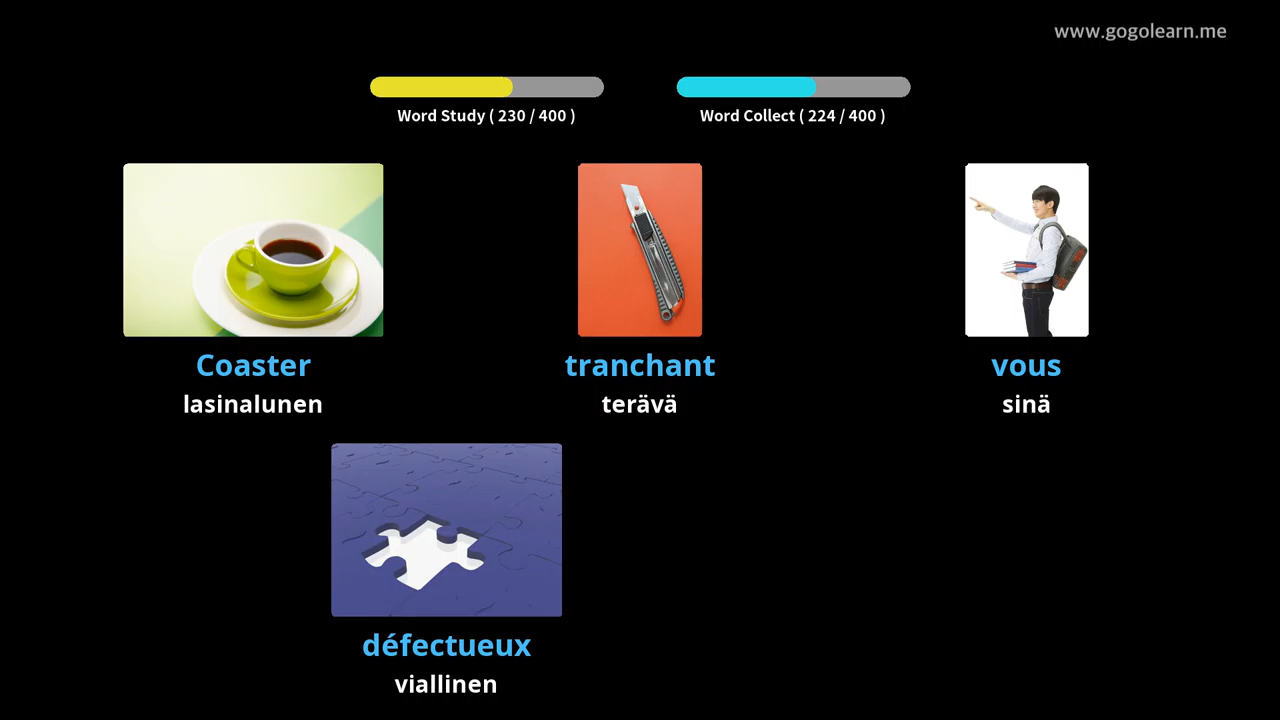 www.gogolearn.me
Word Study ( 230 / 400 )
Word Collect ( 224 / 400 )
Coaster
lasinalunen
tranchant
terävä
vous
sinä
défectueux
viallinen